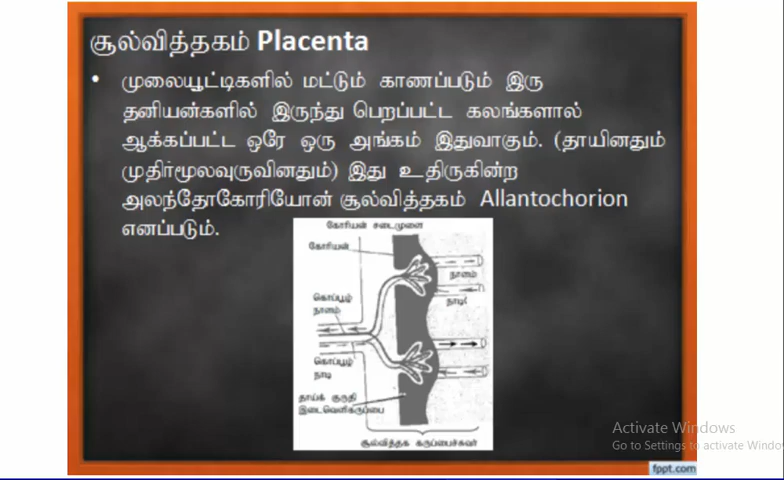 சூல்வித்தகம் Placenta
• முலையூட்டிகளில் மட்டும் காணப்படும் இரு
தனியன்களில் இருந்து பெறப்பட்ட கலங்களால்
ஆக்கப்பட்ட ஒரே ஒரு அங்கம் இதுவாகும். (தாயினதும்
முதிர்மூலவுருவினதும்) இது உதிருகின்ற
அலந்தோகோரியோன் சூல்வித்தகம் Allantochorion
எனப்படும்.
கோரியன் சடைமுளை
கோரியன்
நாளம்
நாடி
கொப்பூழ்
நாளம்
கொப்பூழ்
நாடி
தாய்க் குருதி
இடைவெளிகருப்பை
சூல்வித்தக கருப்பைச்சுவர்
Activate Windows
Go to Settings to activate Windo
fppt.com